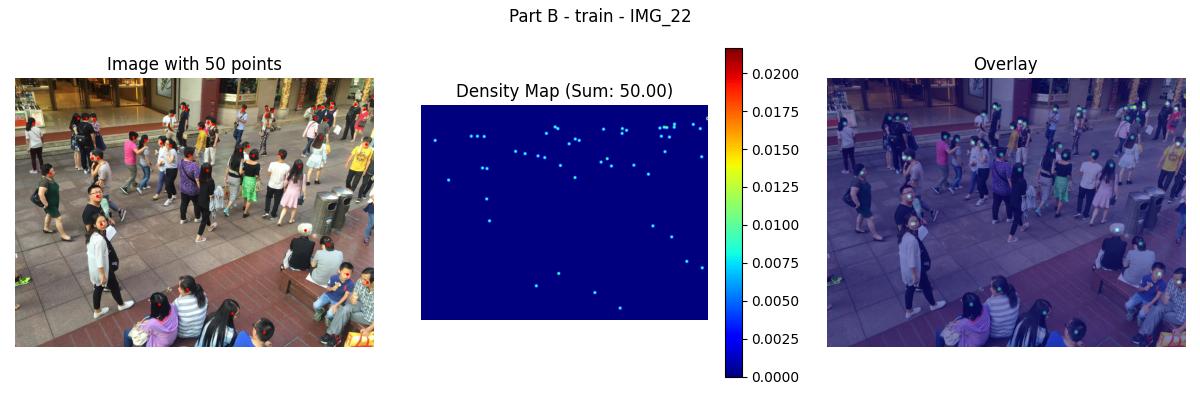 Part B - train - IMG_22
Image with 50 points
Density Map (Sum: 50.00)
Overlay
0.0200
0.0175
0.0150
0.0125
0.0100
0.0075
0.0050
0.0025
0.0000